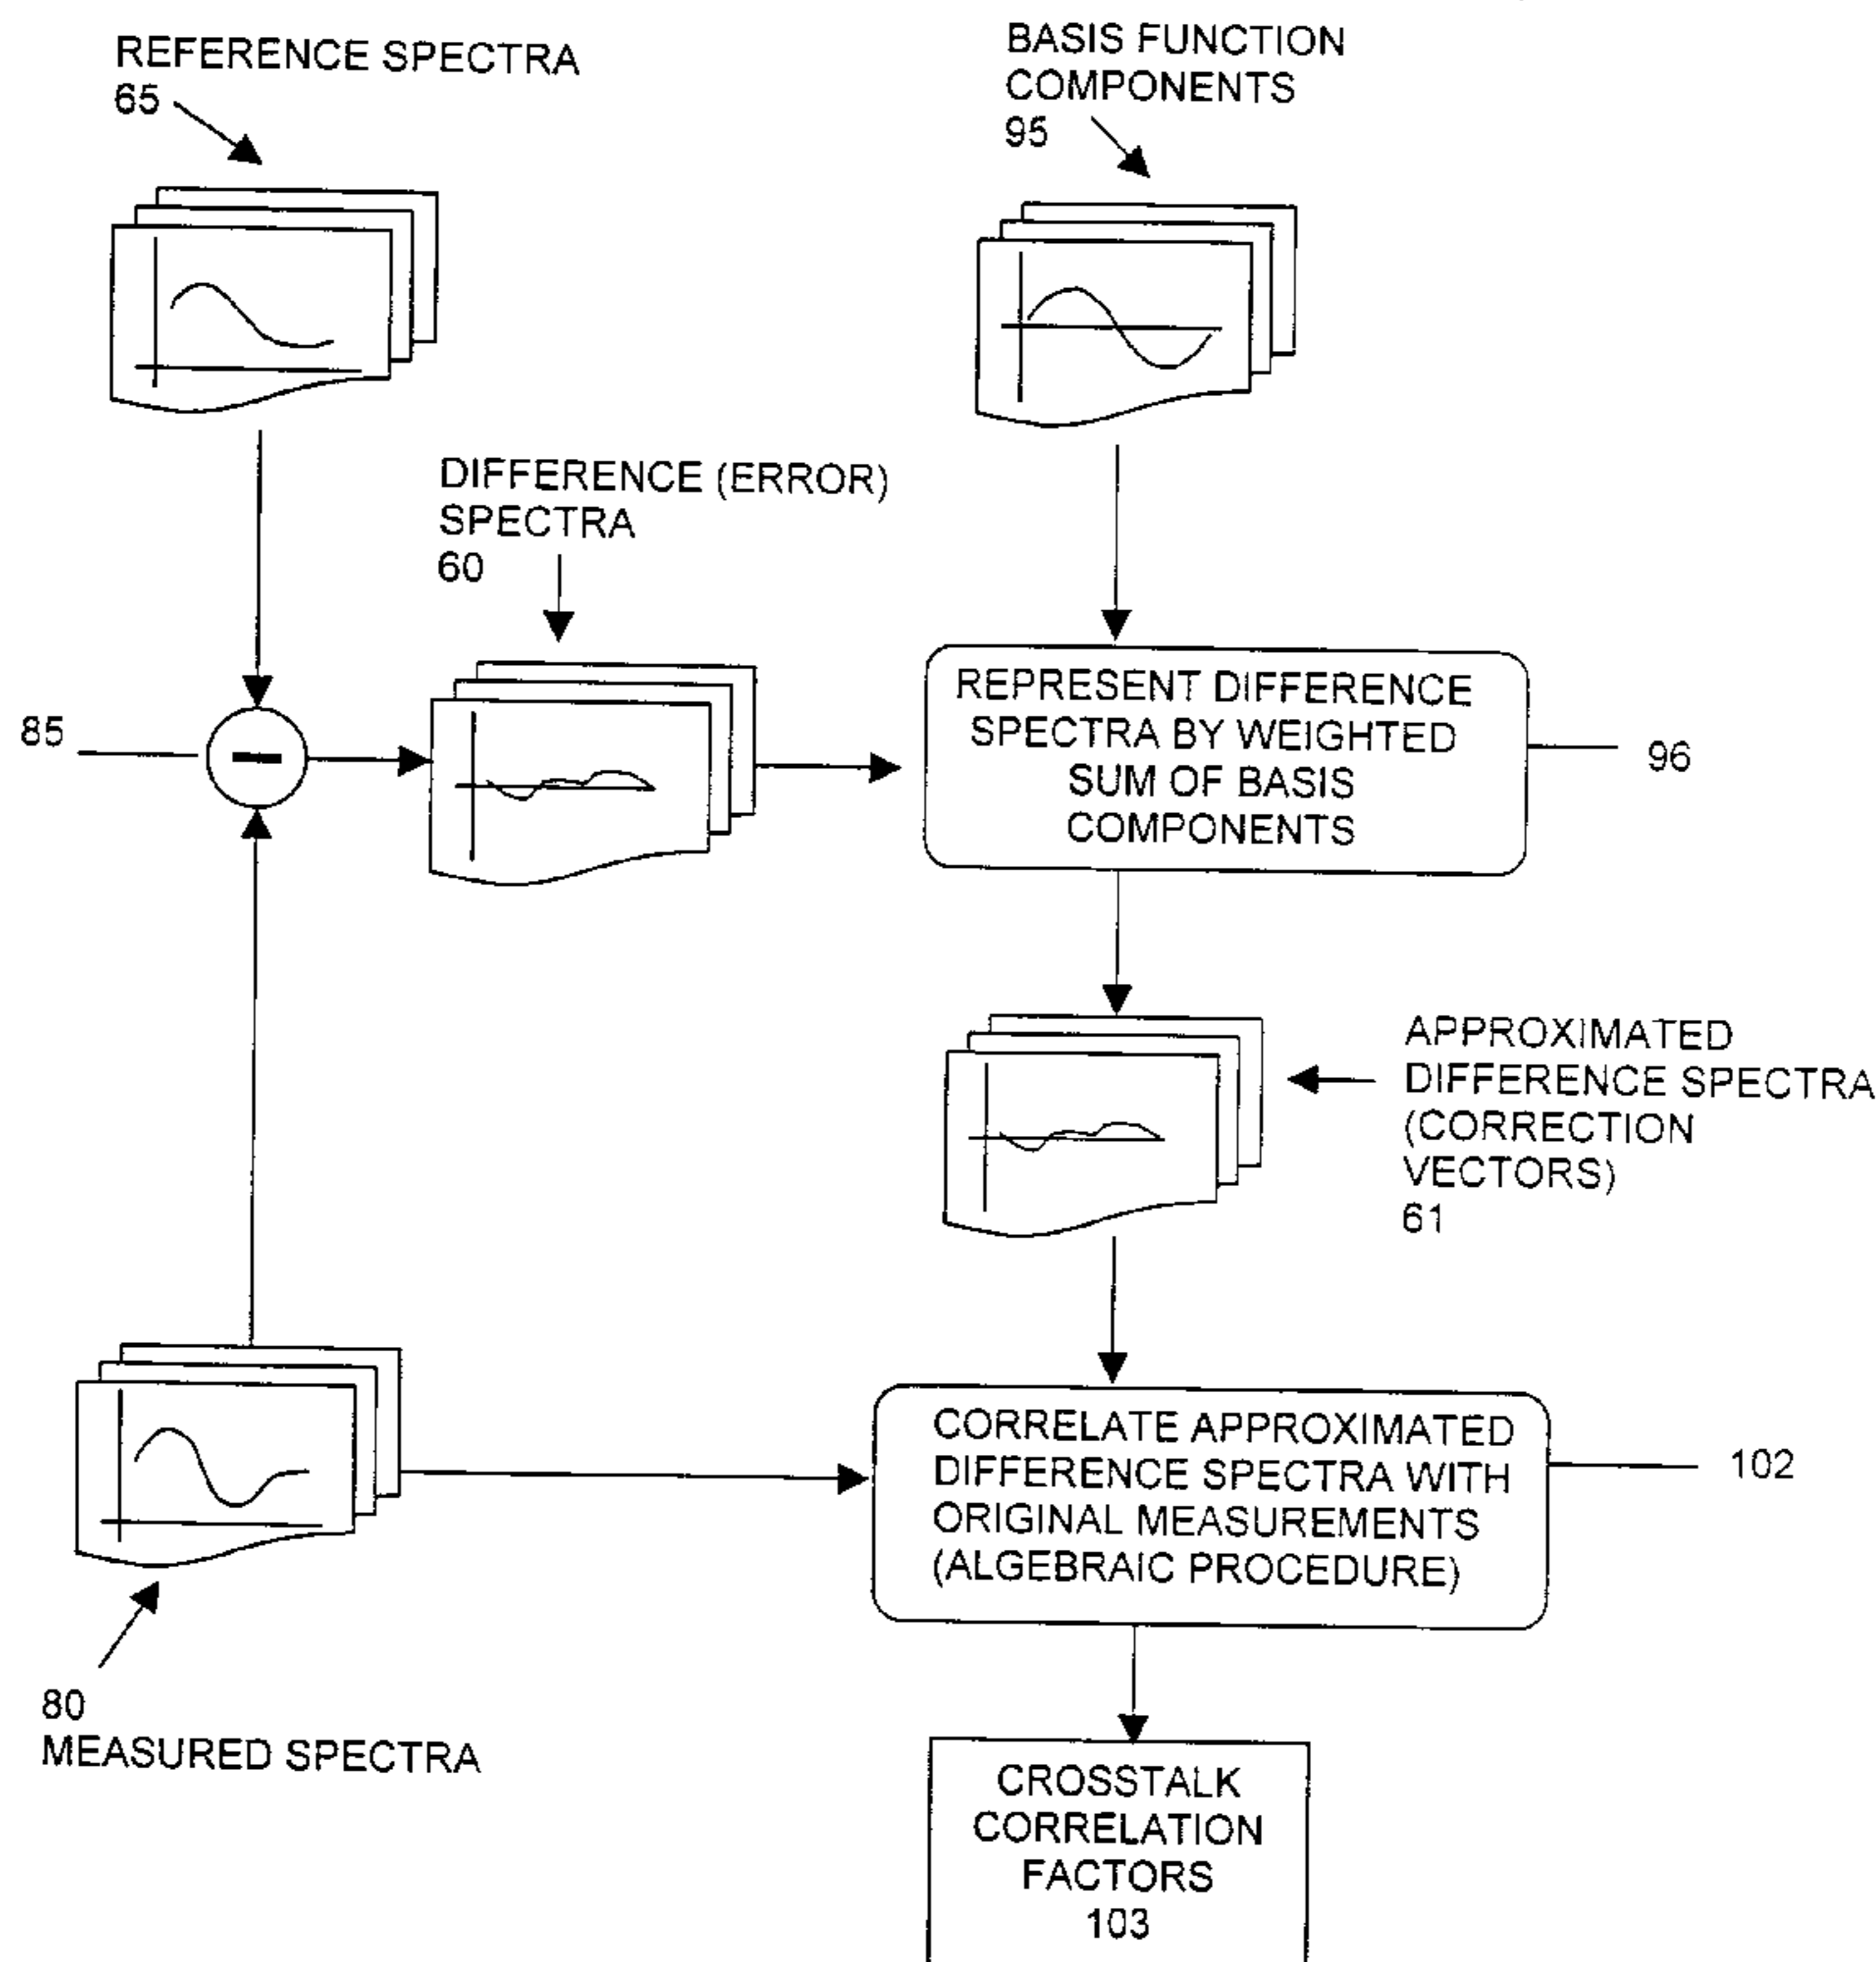 REFERENCE SPECTRA
65
BASIS FUNCTION
COMPONENTS
95
DIFFERENCE (ERROR)
SPECTRA
60
85
REPRESENT DIFFERENCE
SPECTRA BY WEIGHTED
SUM OF BASIS
COMPONENTS
96
APPROXIMATED
DIFFERENCE SPECTRA
(CORRECTION
VECTORS)
61
CORRELATE APPROXIMATED
DIFFERENCE SPECTRA WITH
ORIGINAL MEASUREMENTS
(ALGEBRAIC PROCEDURE)
102
80
MEASURED SPECTRA
CROSSTALK
CORRELATION
FACTORS
103